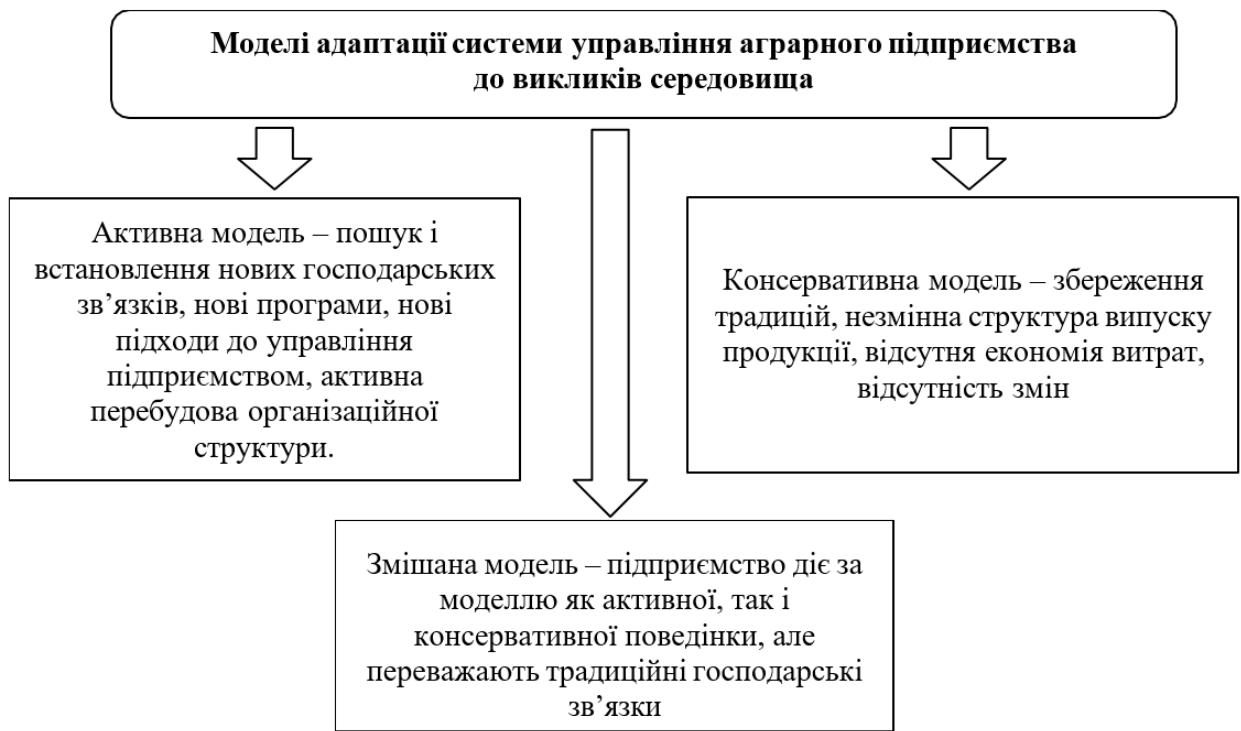 Моделі адаптації системи управління аграрного підприємства
до викликів середовища
Активна модель – пошук і
встановлення нових господарських
зв’язків, нові програми, нові
підходи до управління
підприємством, активна
перебудова організаційної
структури.
Консервативна модель – збереження
традицій, незмінна структура випуску
продукції, відсутня економія витрат,
відсутність змін
Змішана модель – підприємство діє за
моделлю як активної, так і
консервативної поведінки, але
переважають традиційні господарські
зв’язки